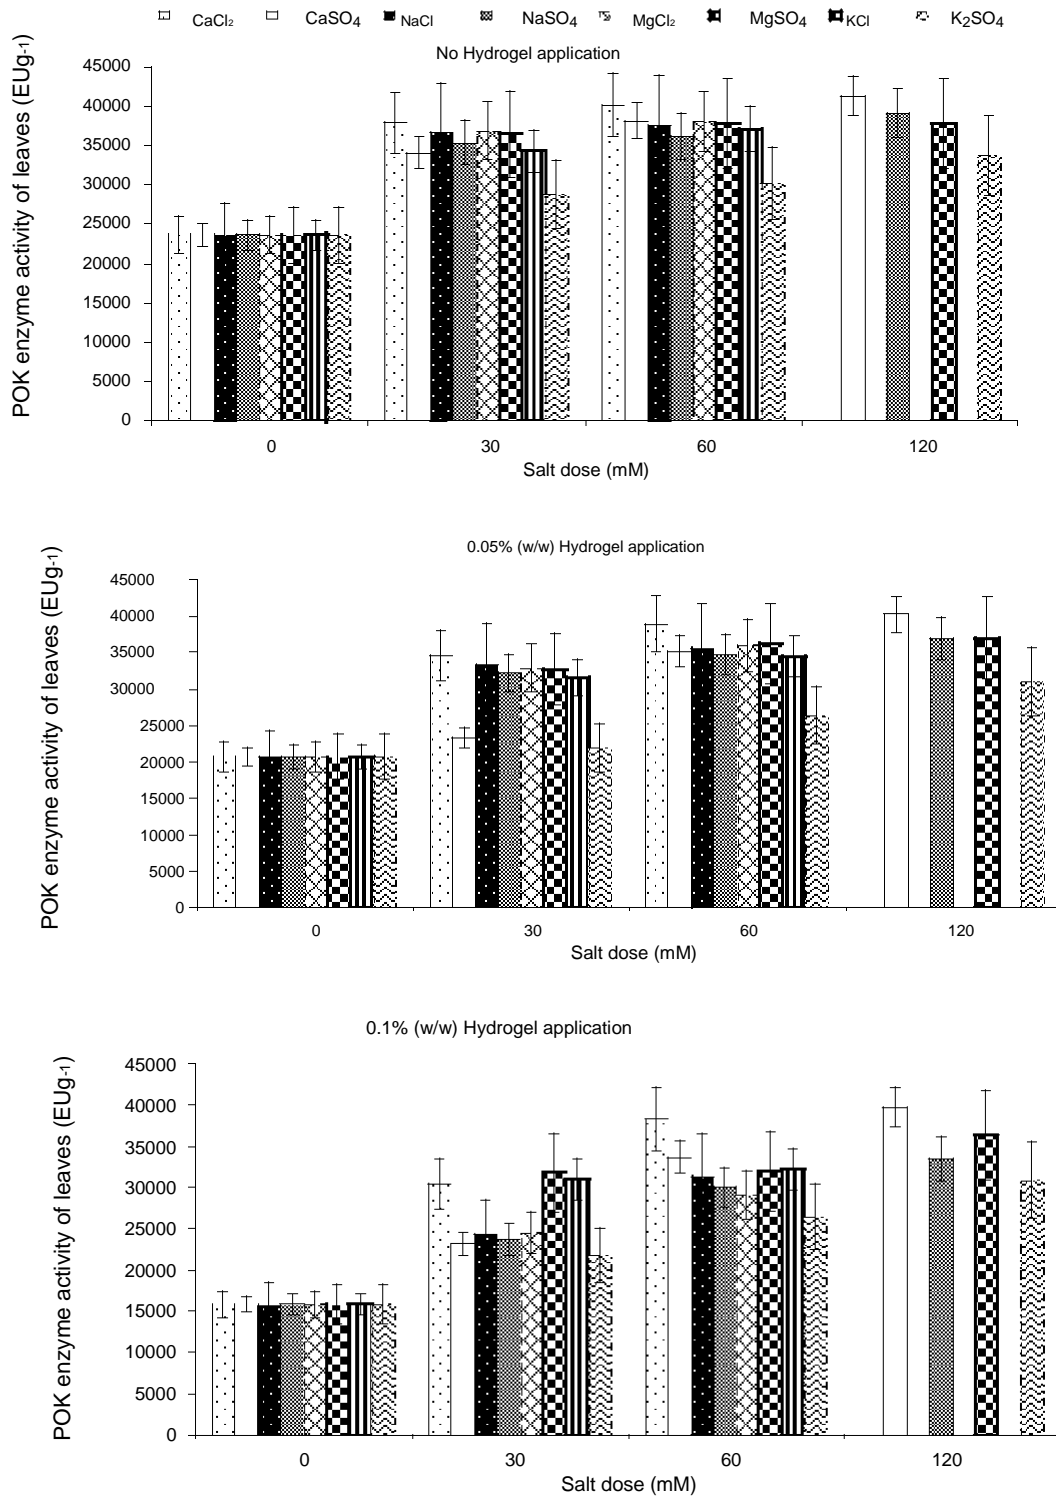 CaCl2 CaSO4 NaCl NaSO4 MgCl2 MgSO4 KCl K2SO4
No Hydrogel application
POK enzyme activity of leaves (EUg-1)
45000
40000
35000
30000
25000
20000
15000
10000
5000
0
0 30 60 120
Salt dose (mM)
0.05% (w/w) Hydrogel application
POK enzyme activity of leaves (EUg-1)
45000
40000
35000
30000
25000
20000
15000
10000
5000
0
0 30 60 120
Salt dose (mM)
0.1% (w/w) Hydrogel application
POK enzyme activity of leaves (EUg-1)
45000
40000
35000
30000
25000
20000
15000
10000
5000
0
0 30 60 120
Salt dose (mM)